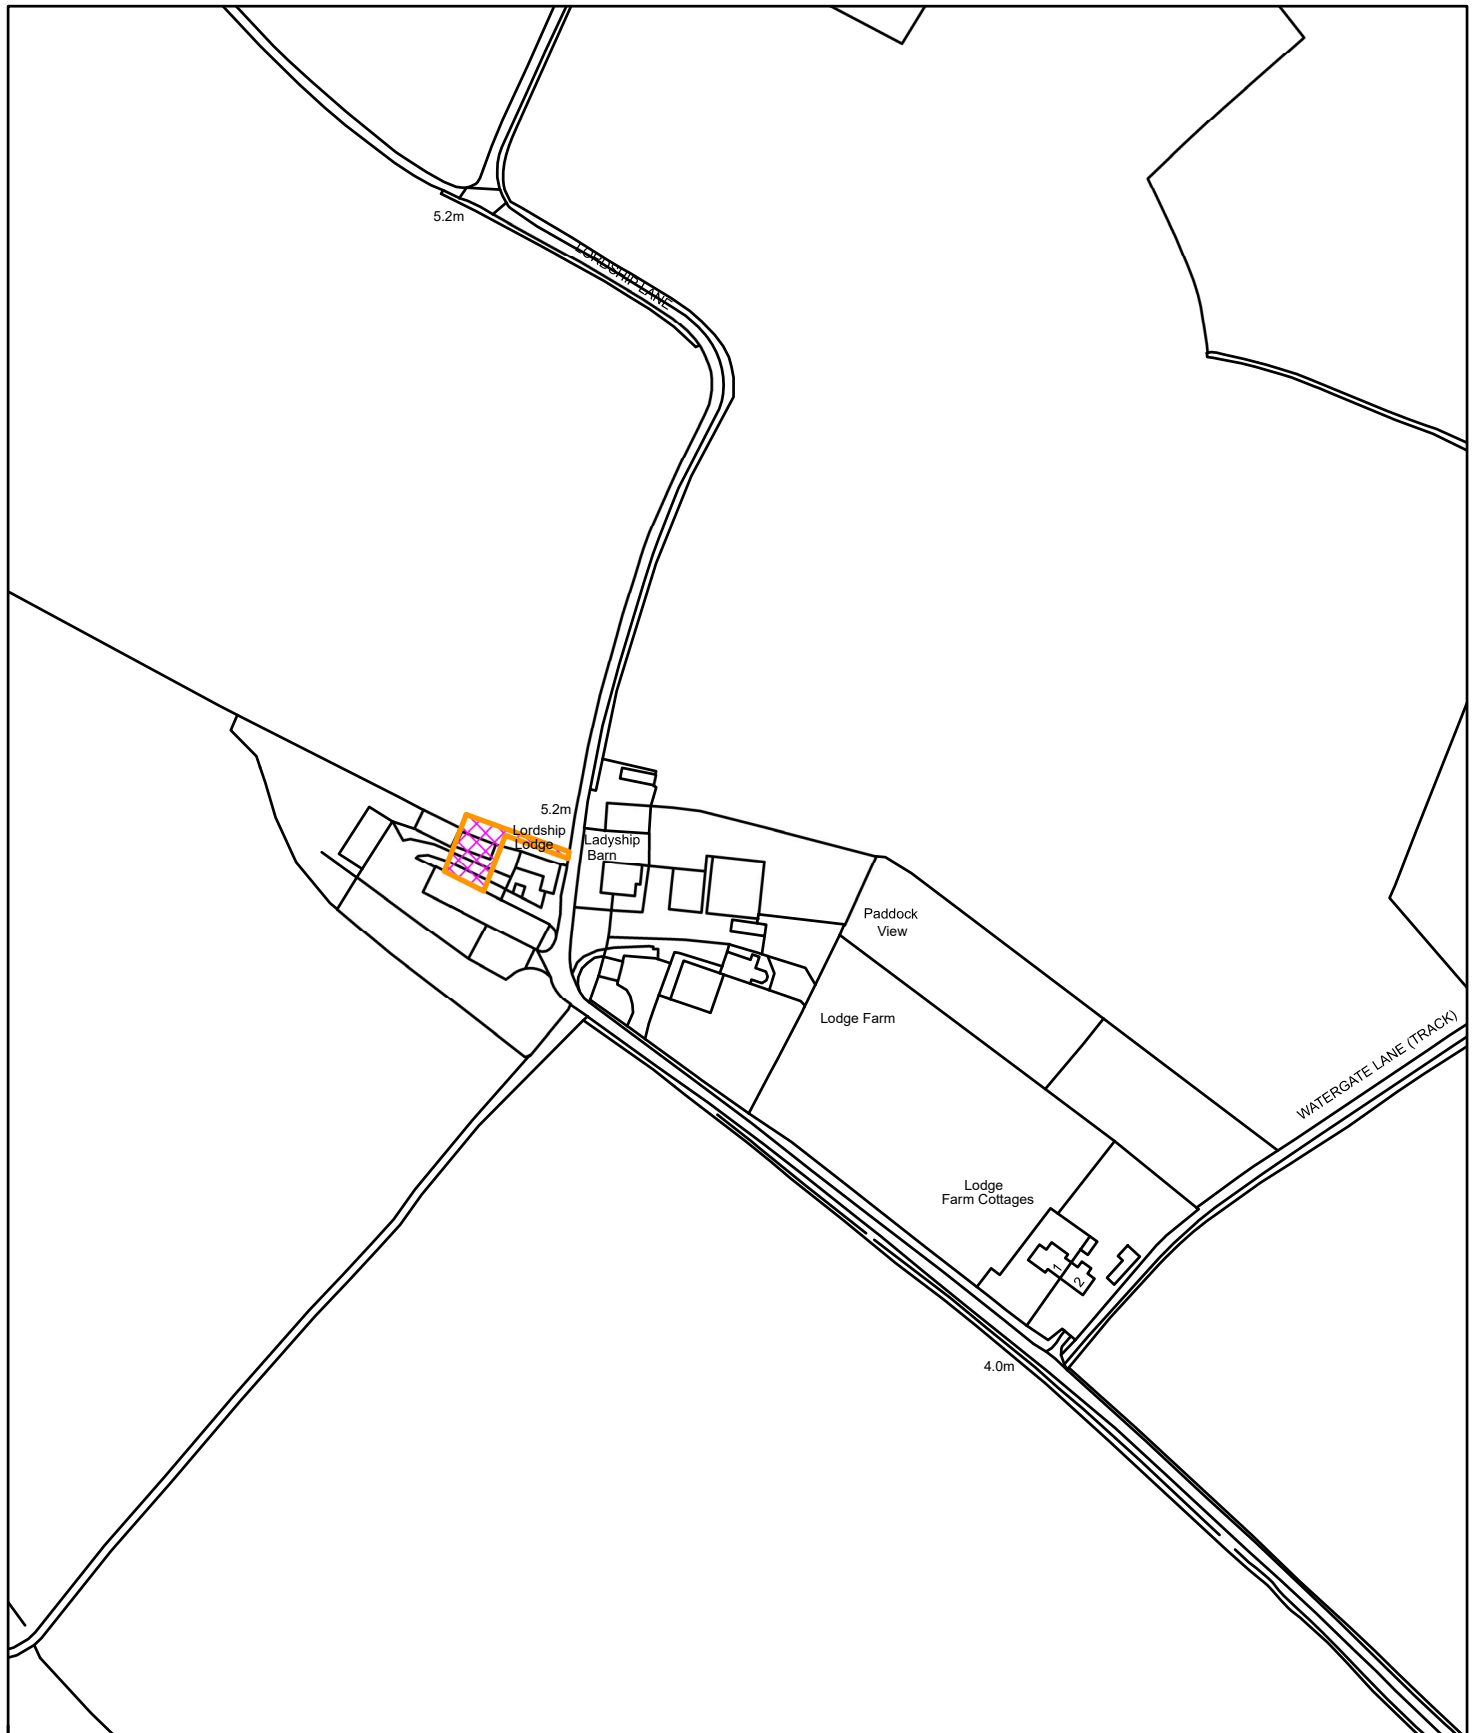 5.2m
LORDSHIP LANE
5.2m
Lordship
Lodge
Ladyship
Barn
Paddock
View
Lodge Farm
WATERGATE LANE (TRACK)
Lodge
Farm Cottages
1
2
4.0m